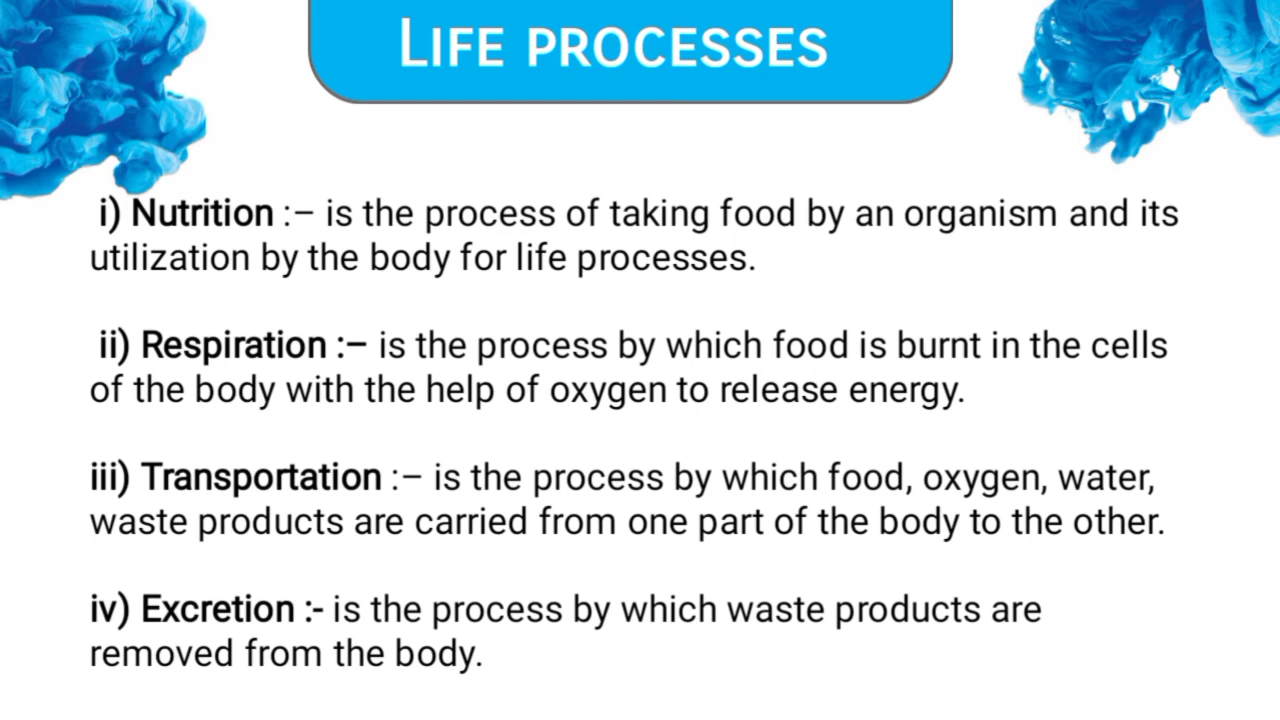 LIFE PROCESSES
i) Nutrition :– is the process of taking food by an organism and its
utilization by the body for life processes.
ii) Respiration :– is the process by which food is burnt in the cells
of the body with the help of oxygen to release energy.
iii) Transportation :– is the process by which food, oxygen, water,
waste products are carried from one part of the body to the other.
iv) Excretion :- is the process by which waste products are
removed from the body.